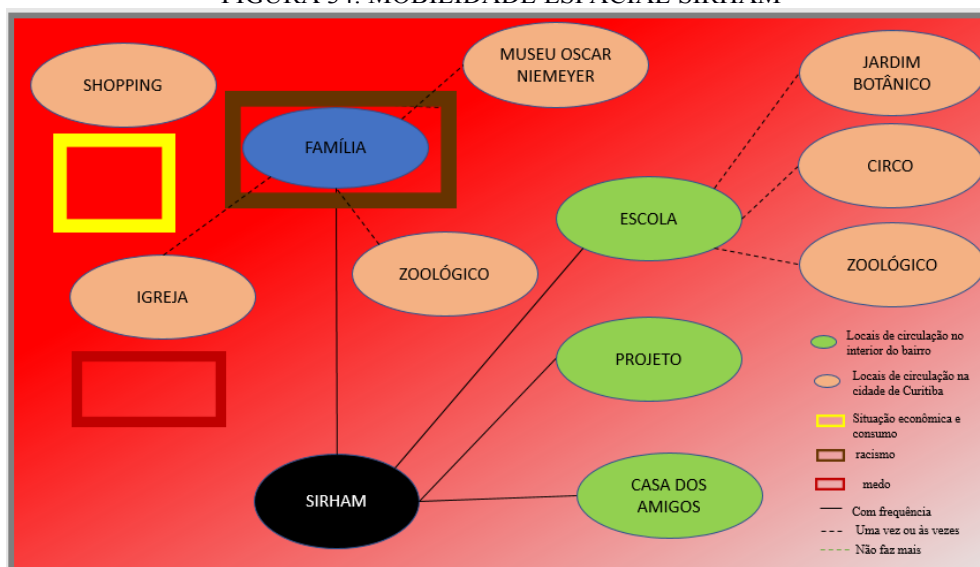 FIGURA 34: MOBILIDADE ESPACIAL SIRHAM
SHOPPING
MUSEU OSCAR
NIEMEYER
JARDIM
BOTÂNICO
FAMÍLIA
CIRCO
ESCOLA
ZOOLÓGICO
ZOOLÓGICO
IGREJA
PROJETO
SIRHAM
CASA DOS
AMIGOS
Locais de circulação no
interior do bairro
Locais de circulação na
cidade de Curitiba
Situação econômica e
consumo
racismo
medo
Com frequência
Uma vez ou às vezes
Não faz mais